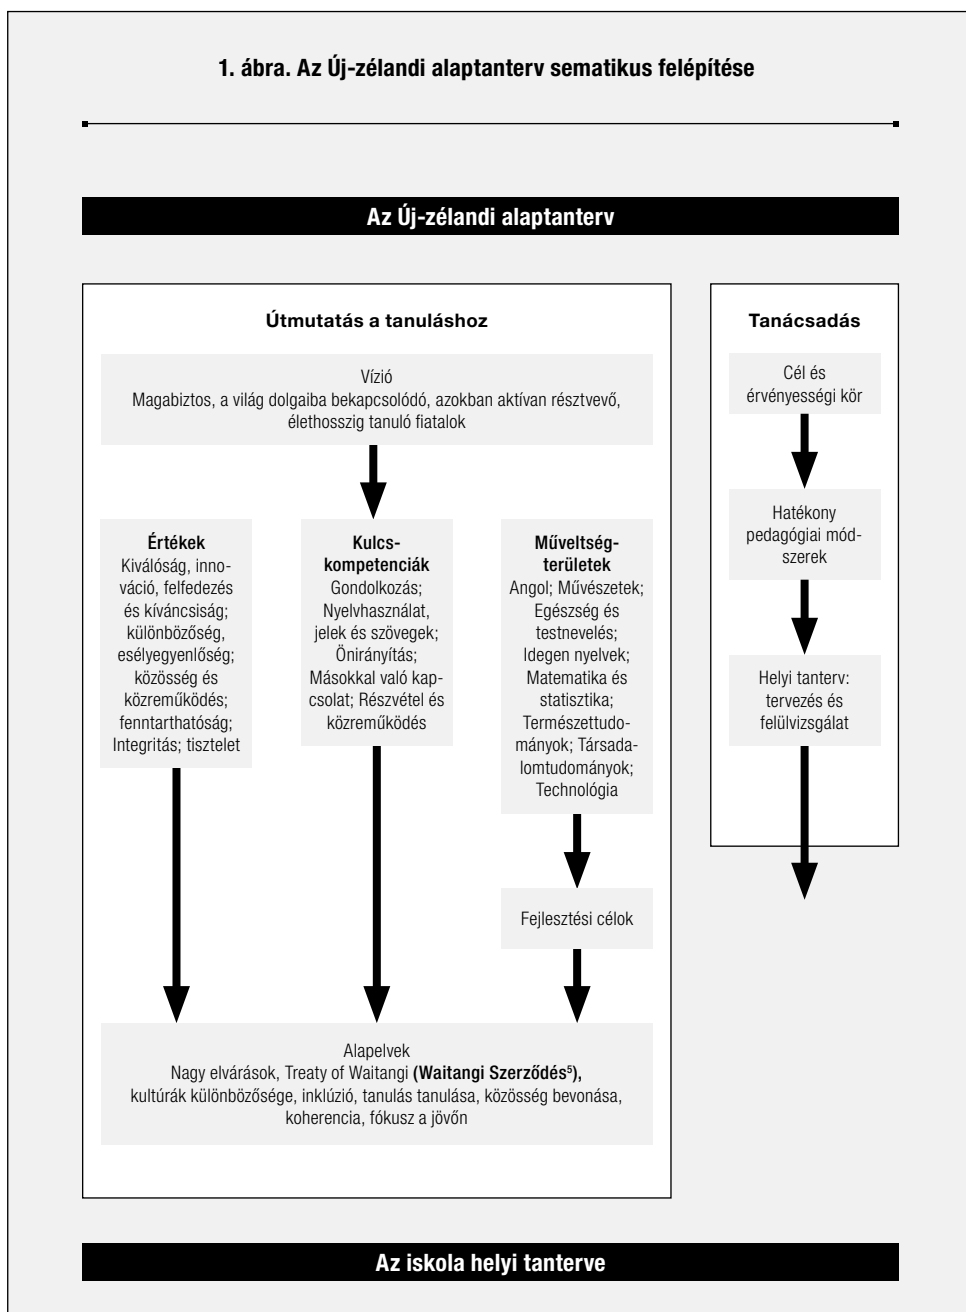 1. ábra. Az Új-zélandi alaptanterv sematikus felépítése
Az Új-zélandi alaptanterv
Útmutatás a tanuláshoz
Vízió
Magabiztos, a világ dolgaiba bekapcsolódó, azokban aktívan résztvevő,
élethosszig tanuló fiatalok
Értékek
Kiválóság, inno-
váció, felfedezés
és kíváncsiság;
különbözőség,
esélyegyenlőség;
közösség és
közreműködés;
fenntarthatóság;
Integritás; tisztelet
Kulcs-
kompetenciák
Gondolkozás;
Nyelvhasználat,
jelek és szövegek;
Önirányítás;
Másokkal való kap-
csolat; Részvétel és
közreműködés
Műveltség-
területek
Angol; Művészetek;
Egészség és
testnevelés;
Idegen nyelvek;
Matematika és
statisztika;
Természettudo-
mányok; Társada-
lomtudományok;
Technológia
Fejlesztési célok
Alapelvek
Nagy elvárások, Treaty of Waitangi (Waitangi Szerződés⁵),
kultúrák különbözősége, inklúzió, tanulás tanulása, közösség bevonása,
koherencia, fókusz a jövőn
Tanácsadás
Cél és
érvényességi kör
Hatékony
pedagógiai mód-
szerek
Helyi tanterv:
tervezés és
felülvizsgálat
Az iskola helyi tanterve